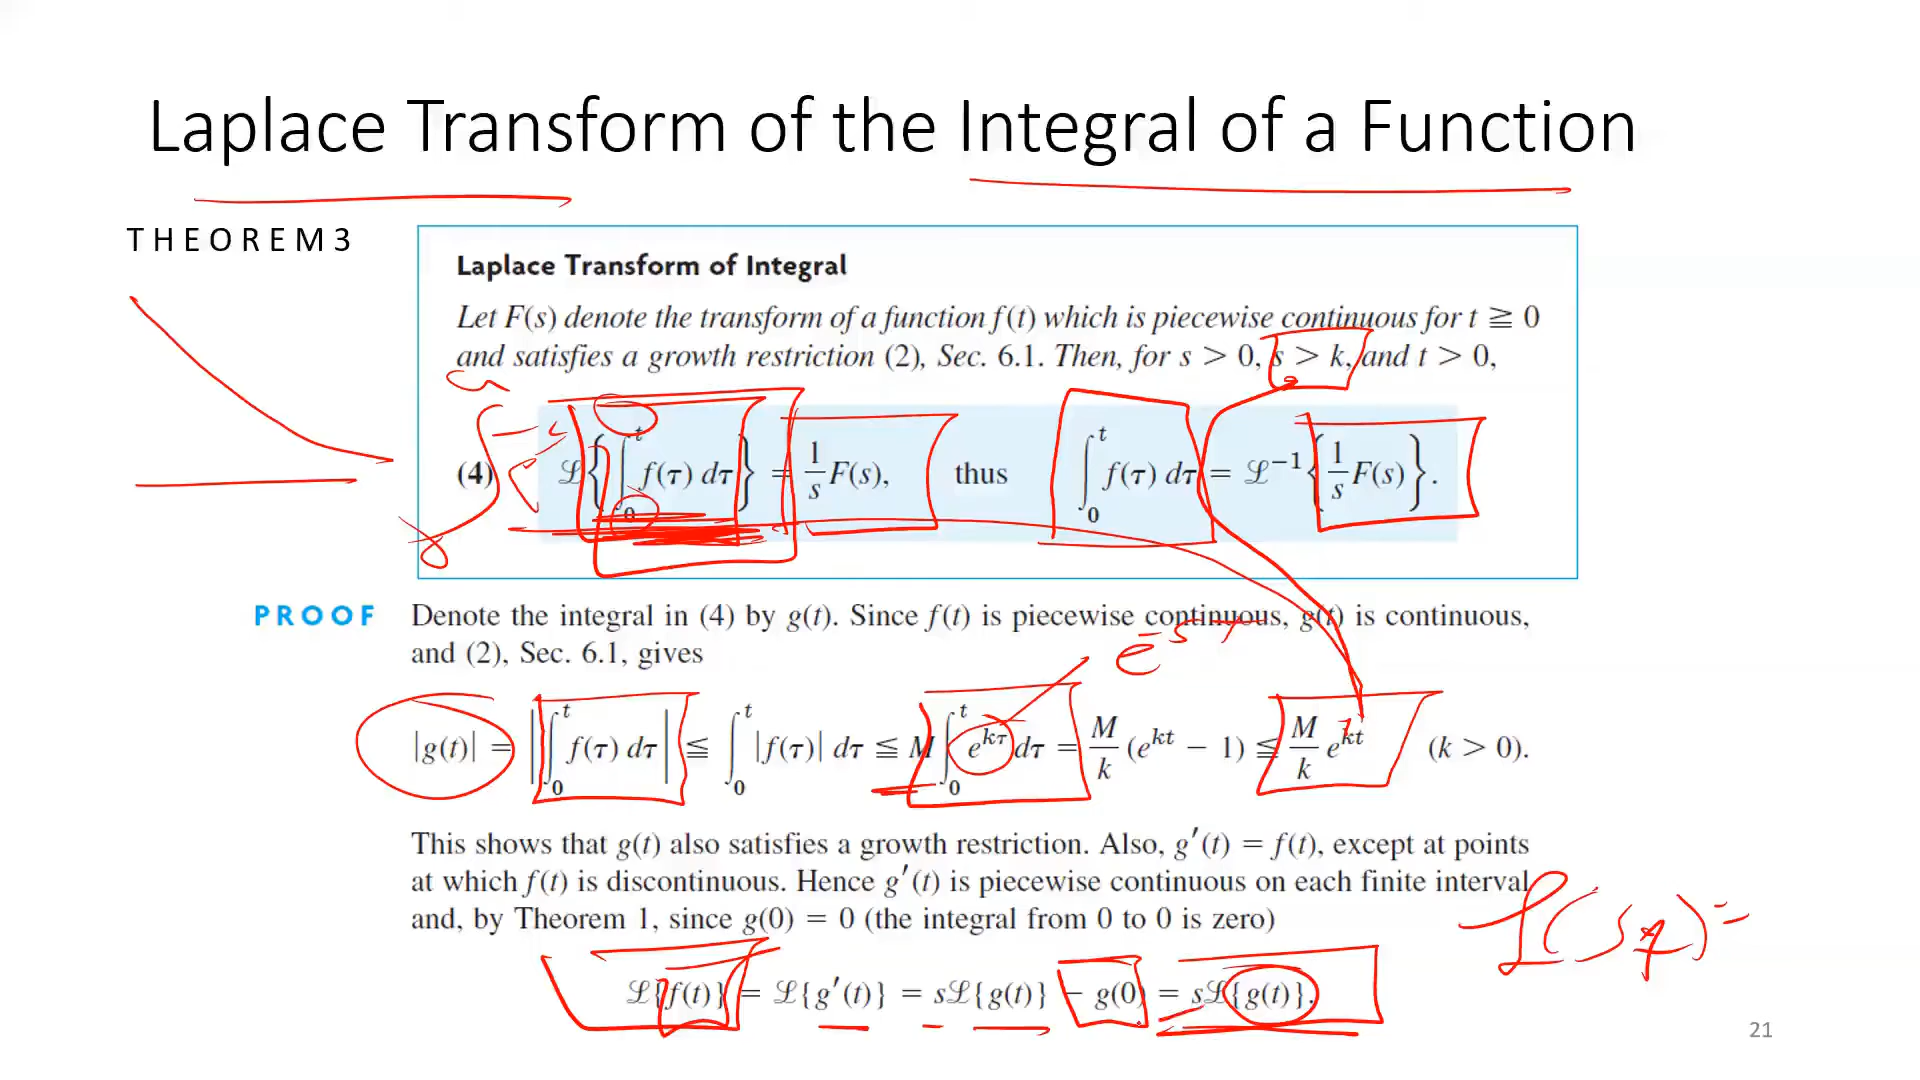 Laplace Transform of the Integral of a Function
THEOREM3
Laplace Transform of Integral
Let F(s) denote the transform of a function f(t) which is piecewise continuous for t ≧ 0
and satisfies a growth restriction (2), Sec. 6.1. Then, for s > 0, s > k, and t > 0,
(4) ℒ{∫₀ᵗ f(τ) dτ} = 1/s F(s), thus ∫₀ᵗ f(τ) dτ = ℒ⁻¹{1/s F(s)}.
PROOF Denote the integral in (4) by g(t). Since f(t) is piecewise continuous, g(t) is continuous,
and (2), Sec. 6.1, gives
e^-sτ
|g(t)| = |∫₀ᵗ f(τ) dτ| ≦ ∫₀ᵗ |f(τ)| dτ ≦ M ∫₀ᵗ e^kτ dτ = M/k (e^kt − 1) ≦ M/k e^kt (k > 0).
This shows that g(t) also satisfies a growth restriction. Also, g′(t) = f(t), except at points
at which f(t) is discontinuous. Hence g′(t) is piecewise continuous on each finite interval
and, by Theorem 1, since g(0) = 0 (the integral from 0 to 0 is zero)
ℒ{f(t)} = ℒ{g′(t)} = sℒ{g(t)} − g(0) = sℒ{g(t)}.
21